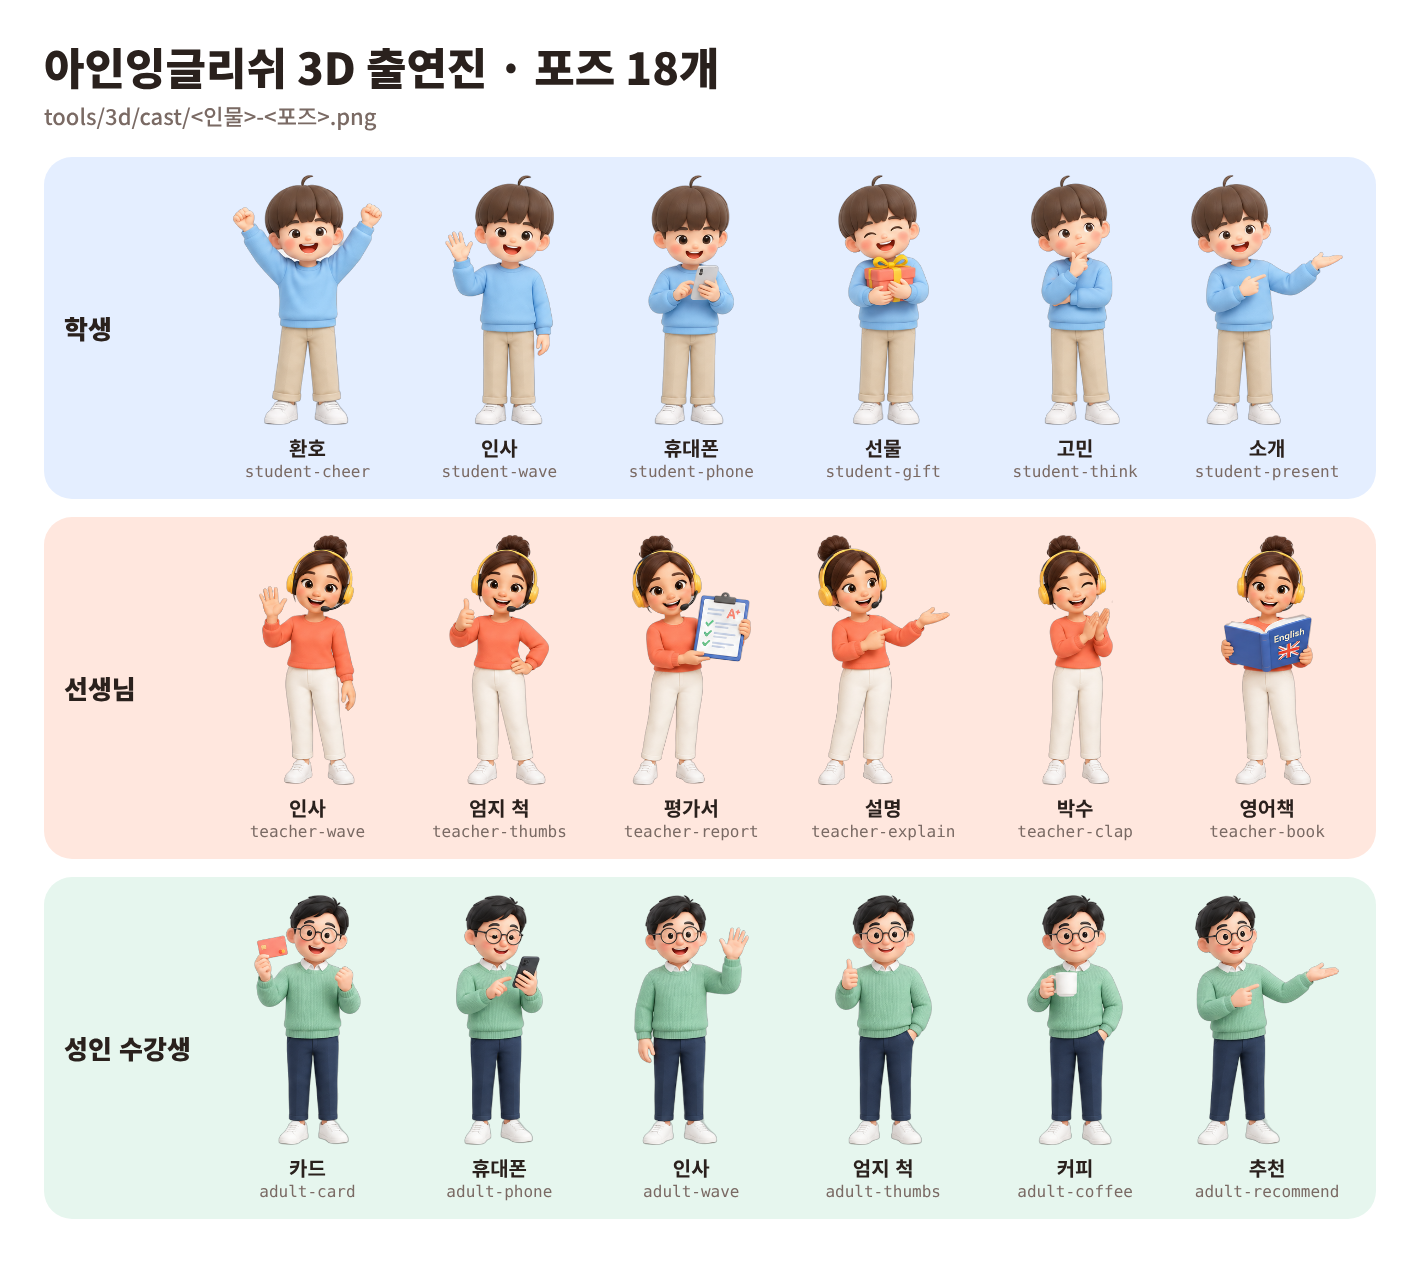 아인잉글리쉬 3D 출연진 · 포즈 18개
tools/3d/cast/<인물>-<포즈>.png
학생
환호
student-cheer
인사
student-wave
휴대폰
student-phone
선물
student-gift
고민
student-think
소개
student-present
선생님
인사
teacher-wave
엄지 척
teacher-thumbs
A+
평가서
teacher-report
설명
teacher-explain
박수
teacher-clap
English
영어책
teacher-book
성인 수강생
카드
adult-card
휴대폰
adult-phone
인사
adult-wave
엄지 척
adult-thumbs
커피
adult-coffee
추천
adult-recommend